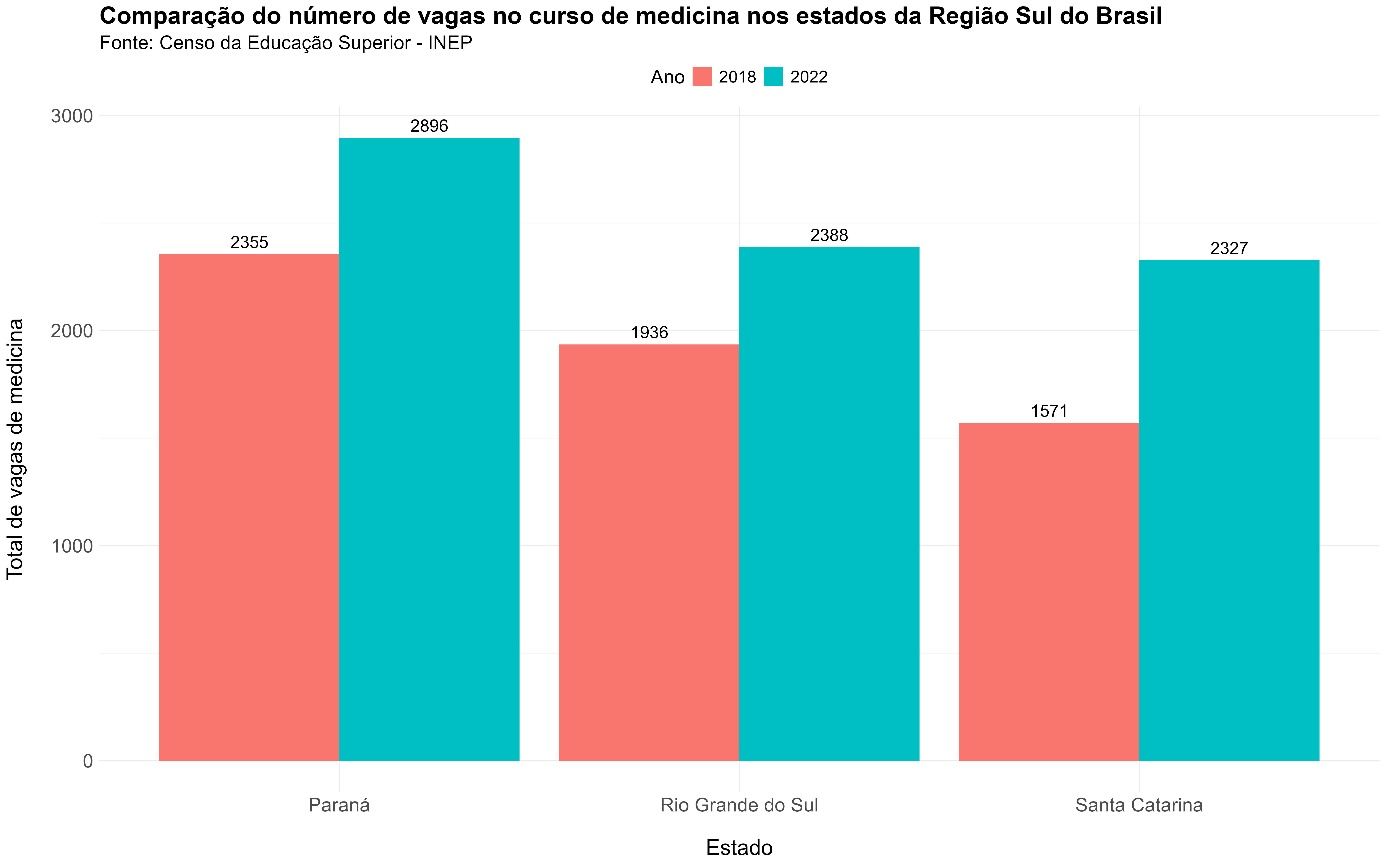 Comparação do número de vagas no curso de medicina nos estados da Região Sul do Brasil
Fonte: Censo da Educação Superior - INEP
Ano 2018 2022
Total de vagas de medicina
3000
2000
1000
0
2355
2896
1936
2388
1571
2327
Paraná
Rio Grande do Sul
Santa Catarina
Estado